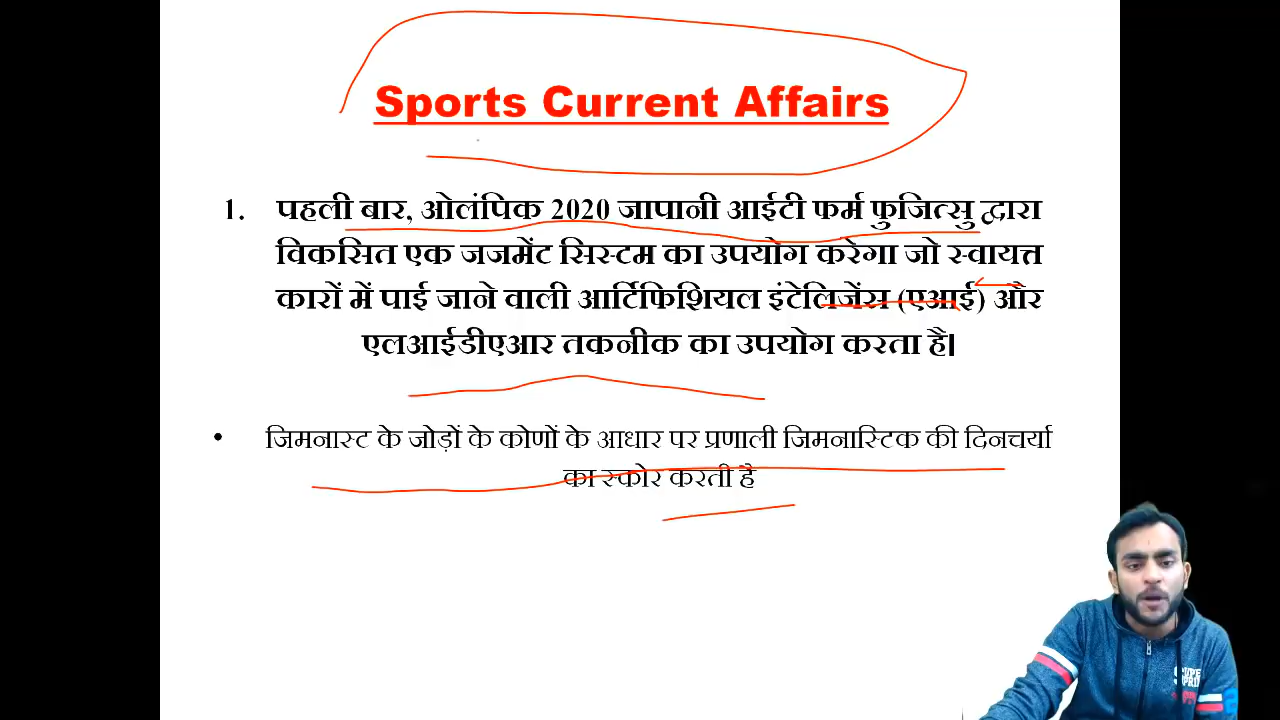 Sports Current Affairs
1. पहली बार, ओलंपिक 2020 जापानी आईटी फर्म फुजित्सु द्वारा
विकसित एक जजमेंट सिस्टम का उपयोग करेगा जो स्वायत्त
कारों में पाई जाने वाली आर्टिफिशियल इंटेलिजेंस (एआई) और
एलआईडीएआर तकनीक का उपयोग करता है।
• जिमनास्ट के जोड़ों के कोणों के आधार पर प्रणाली जिमनास्टिक की दिनचर्या
का स्कोर करती है